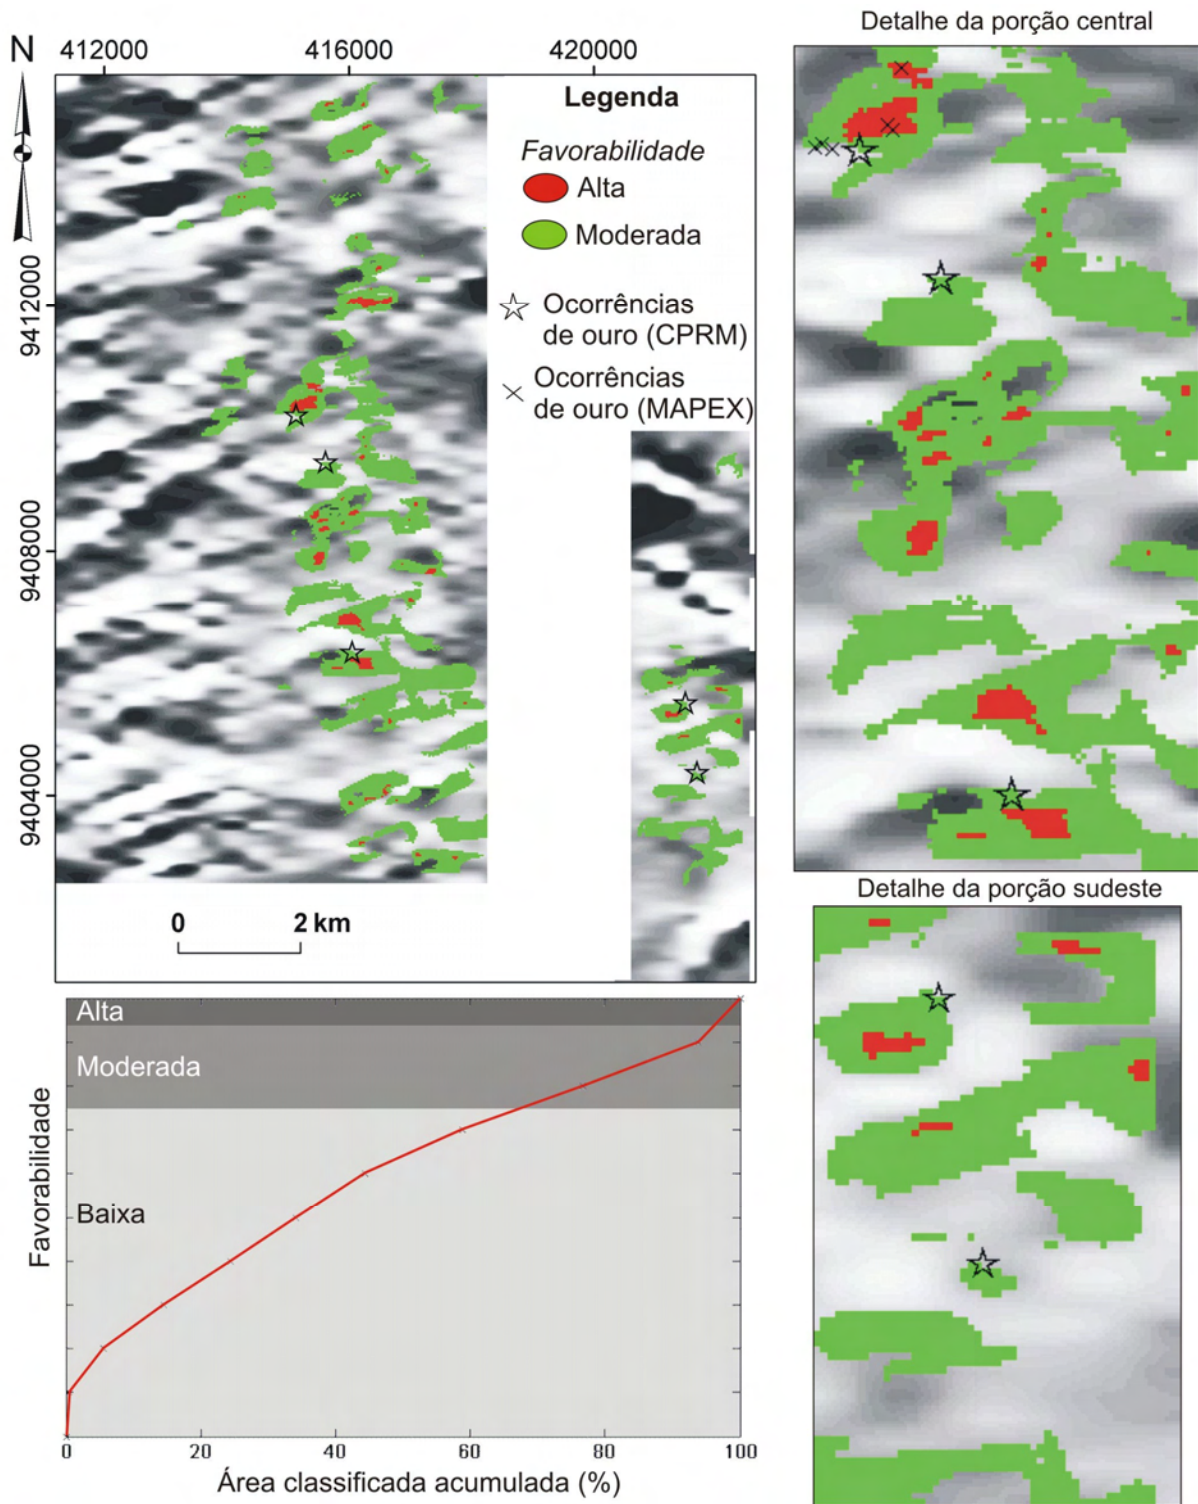 Detalhe da porção central
N
412000
416000
420000
Legenda
Favorabilidade
Alta
Moderada
Ocorrências
de ouro (CPRM)
Ocorrências
de ouro (MAPEX)
9412000
9408000
9404000
0
2 km
Detalhe da porção sudeste
Alta
Moderada
Baixa
Favorabilidade
0
20
40
60
80
100
Área classificada acumulada (%)